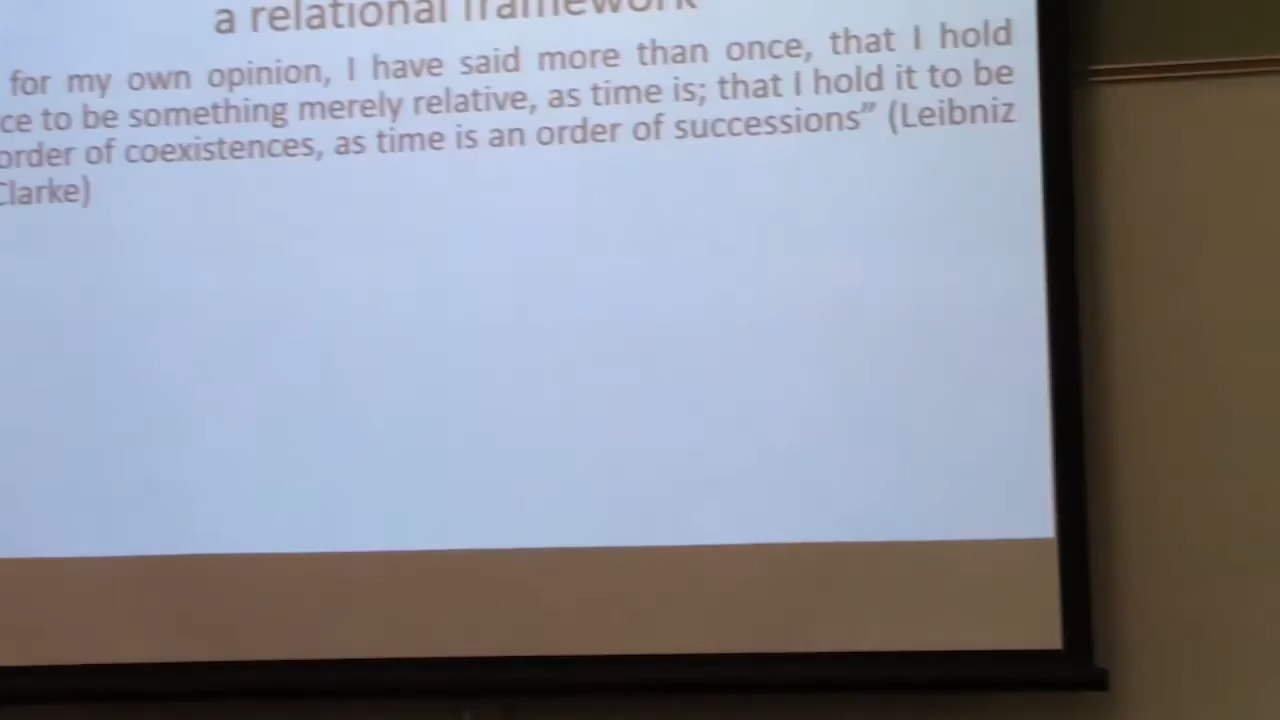 a relational framework
for my own opinion, I have said more than once, that I hold
ce to be something merely relative, as time is; that I hold it to be
order of coexistences, as time is an order of successions” (Leibniz
Clarke)